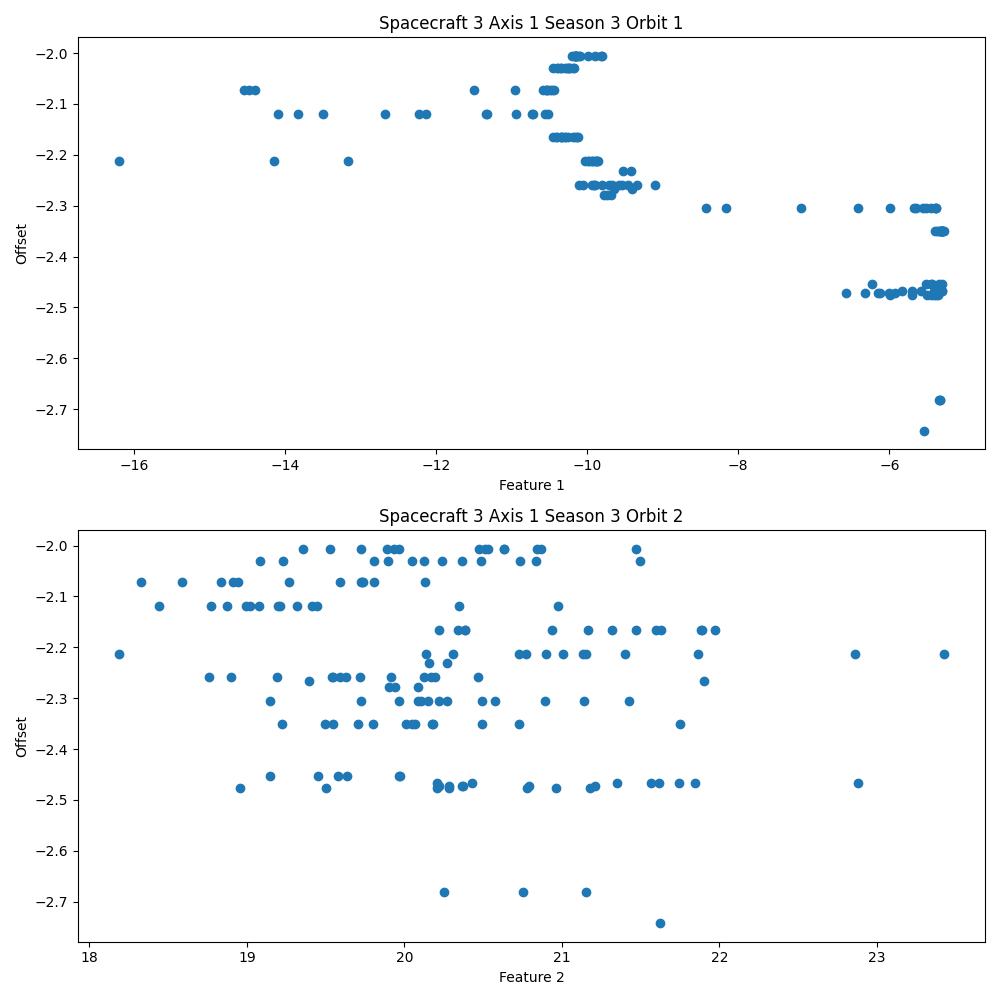 Spacecraft 3 Axis 1 Season 3 Orbit 1
−2.0
−2.1
−2.2
−2.3
−2.4
−2.5
−2.6
−2.7
Offset
−16 −14 −12 −10 −8 −6
Feature 1
Spacecraft 3 Axis 1 Season 3 Orbit 2
−2.0
−2.1
−2.2
−2.3
−2.4
−2.5
−2.6
−2.7
Offset
18 19 20 21 22 23
Feature 2